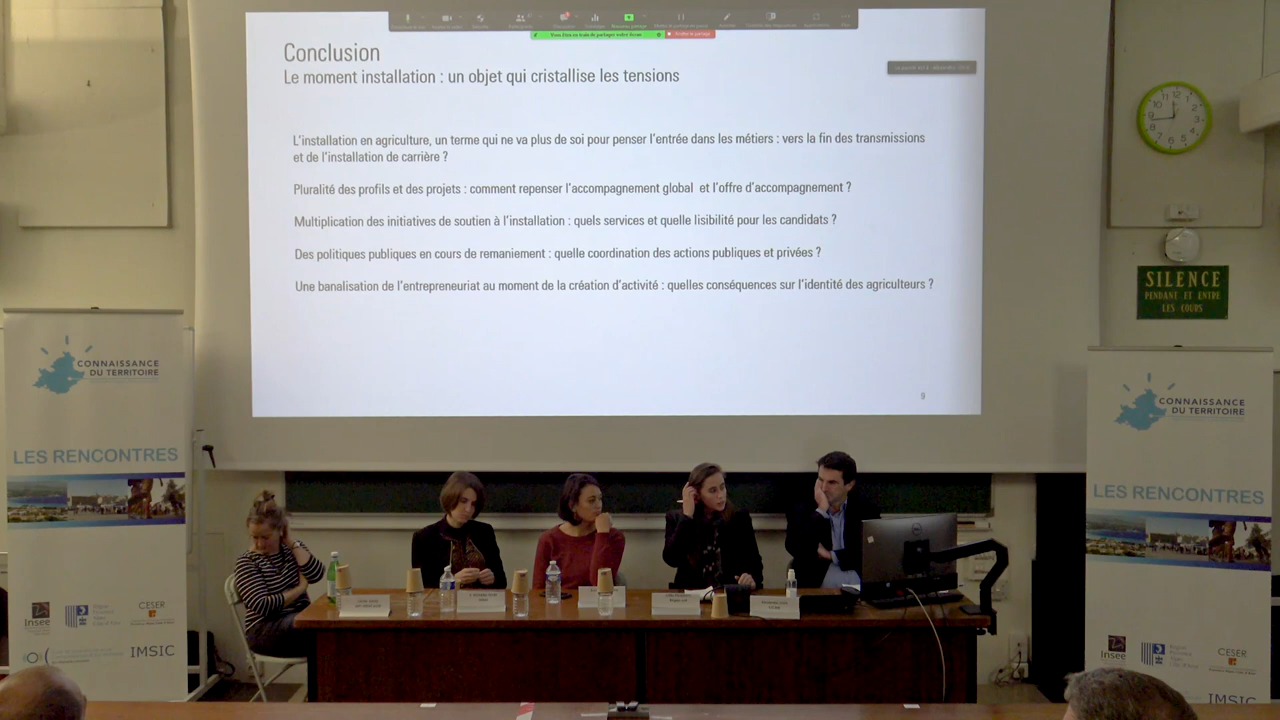 Conclusion
Le moment installation : un objet qui cristallise les tensions
L'installation en agriculture, un terme qui ne va plus de soi pour penser l'entrée dans les métiers : vers la fin des transmissions
et de l'installation de carrière ?
Pluralité des profils et des projets : comment repenser l'accompagnement global et l'offre d'accompagnement ?
Multiplication des initiatives de soutien à l'installation : quels services et quelle lisibilité pour les candidats ?
Des politiques publiques en cours de remaniement : quelle coordination des actions publiques et privées ?
Une banalisation de l'entrepreneuriat au moment de la création d'activité : quelles conséquences sur l'identité des agriculteurs ?
9
SILENCE
PENDANT ET ENTRE
LES COURS
CONNAISSANCE
DU TERRITOIRE
LES RENCONTRES
Insee
CESER
IMSIC
CONNAISSANCE
DU TERRITOIRE
LES RENCONTRES
Insee
CESER
IMSIC
DELL